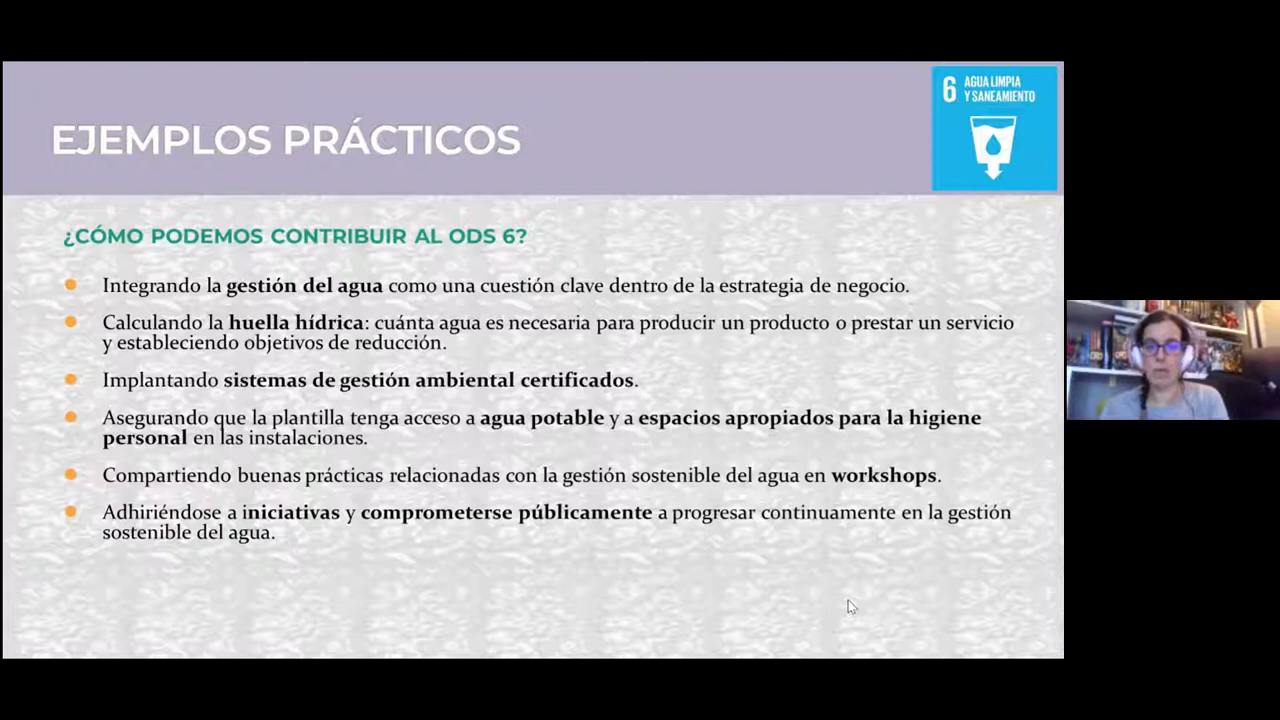 EJEMPLOS PRÁCTICOS
6 AGUA LIMPIA
Y SANEAMIENTO
¿CÓMO PODEMOS CONTRIBUIR AL ODS 6?
Integrando la gestión del agua como una cuestión clave dentro de la estrategia de negocio.
Calculando la huella hídrica: cuánta agua es necesaria para producir un producto o prestar un servicio
y estableciendo objetivos de reducción.
Implantando sistemas de gestión ambiental certificados.
Asegurando que la plantilla tenga acceso a agua potable y a espacios apropiados para la higiene
personal en las instalaciones.
Compartiendo buenas prácticas relacionadas con la gestión sostenible del agua en workshops.
Adhiriéndose a iniciativas y comprometerse públicamente a progresar continuamente en la gestión
sostenible del agua.